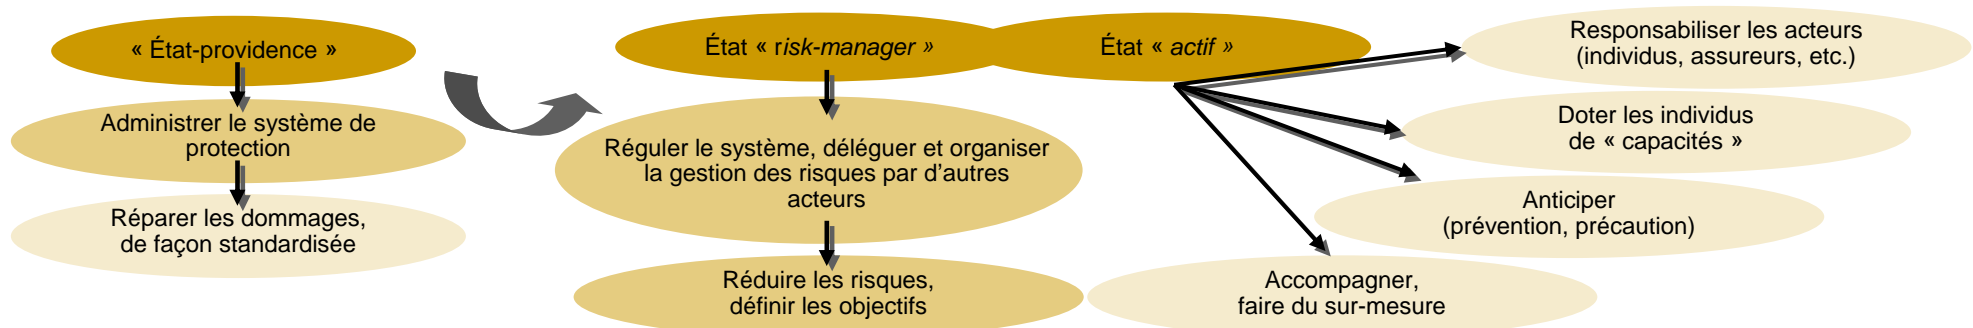 « État-providence »
Administrer le système de
protection
Réparer les dommages,
de façon standardisée
État « risk-manager »
Réguler le système, déléguer et organiser
la gestion des risques par d’autres
acteurs
Réduire les risques,
définir les objectifs
État « actif »
Responsabiliser les acteurs
(individus, assureurs, etc.)
Doter les individus
de « capacités »
Anticiper
(prévention, précaution)
Accompagner,
faire du sur-mesure